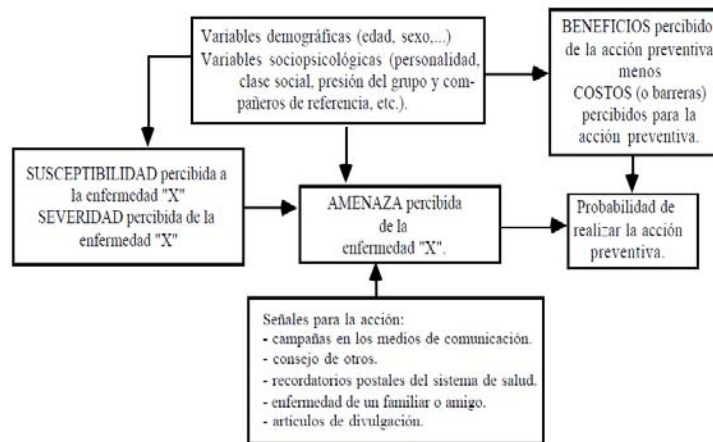 Variables demográficas (edad, sexo,...)
Variables sociopsicológicas (personalidad,
clase social, presión del grupo y com-
pañeros de referencia, etc.).
BENEFICIOS percibido
de la acción preventiva
menos
COSTOS (o barreras)
percibidos para la
acción preventiva.
SUSCEPTIBILIDAD percibida a
la enfermedad "X"
SEVERIDAD percibida de la
enfermedad "X"
AMENAZA percibida
de la
enfermedad "X".
Probabilidad de
realizar la acción
preventiva.
Señales para la acción:
- campañas en los medios de comunicación.
- consejo de otros.
- recordatorios postales del sistema de salud.
- enfermedad de un familiar o amigo.
- artículos de divulgación.